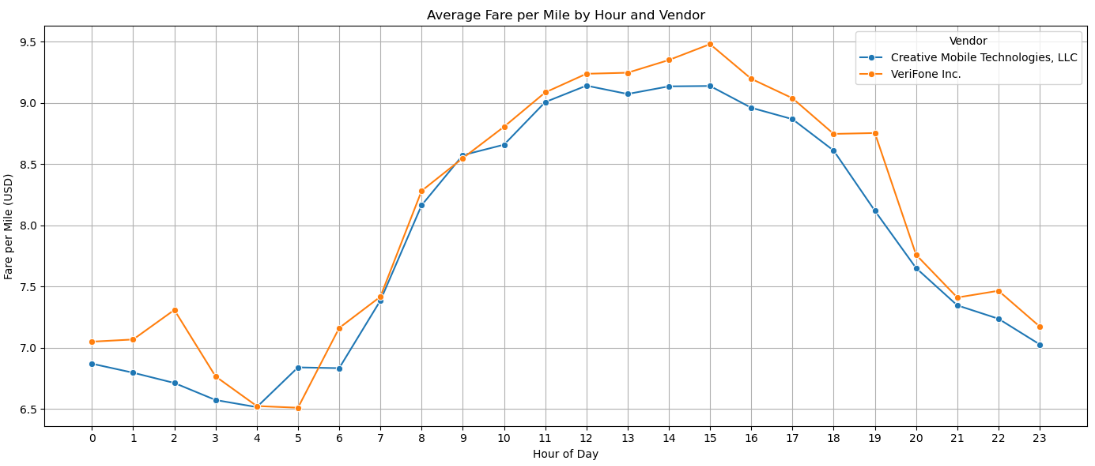 Average Fare per Mile by Hour and Vendor
Vendor
Creative Mobile Technologies, LLC
VeriFone Inc.
Fare per Mile (USD)
9.5
9.0
8.5
8.0
7.5
7.0
6.5
0 1 2 3 4 5 6 7 8 9 10 11 12 13 14 15 16 17 18 19 20 21 22 23
Hour of Day